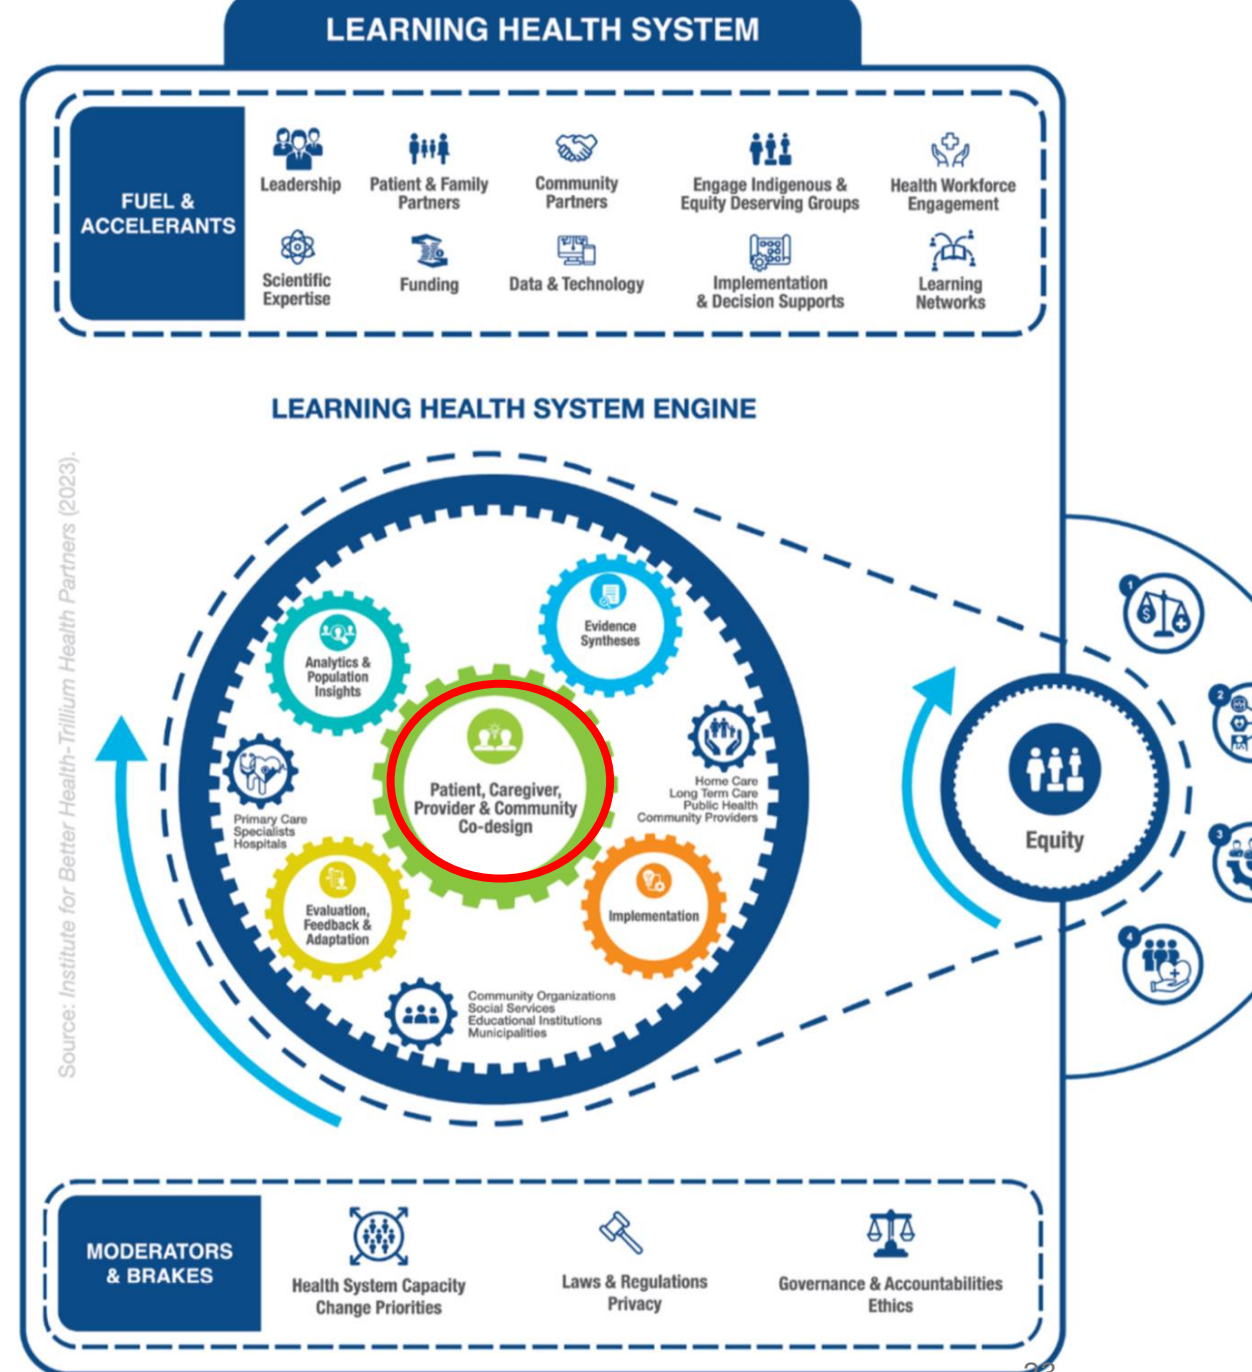 LEARNING HEALTH SYSTEM
FUEL &
ACCELERANTS
Leadership
Patient & Family
Partners
Community
Partners
Engage Indigenous &
Equity Deserving Groups
Health Workforce
Engagement
Scientific
Expertise
Funding
Data & Technology
Implementation
& Decision Supports
Learning
Networks
LEARNING HEALTH SYSTEM ENGINE
Source: Institute for Better Health-Trillium Health Partners (2023).
Evidence
Syntheses
Analytics &
Population
Insights
Patient, Caregiver,
Provider & Community
Co-design
Primary Care
Specialists
Hospitals
Home Care
Long Term Care
Public Health
Community Providers
Evaluation,
Feedback &
Adaptation
Implementation
Community Organizations
Social Services
Educational Institutions
Municipalities
Equity
1
$
2
3
4
MODERATORS
& BRAKES
Health System Capacity
Change Priorities
Laws & Regulations
Privacy
Governance & Accountabilities
Ethics